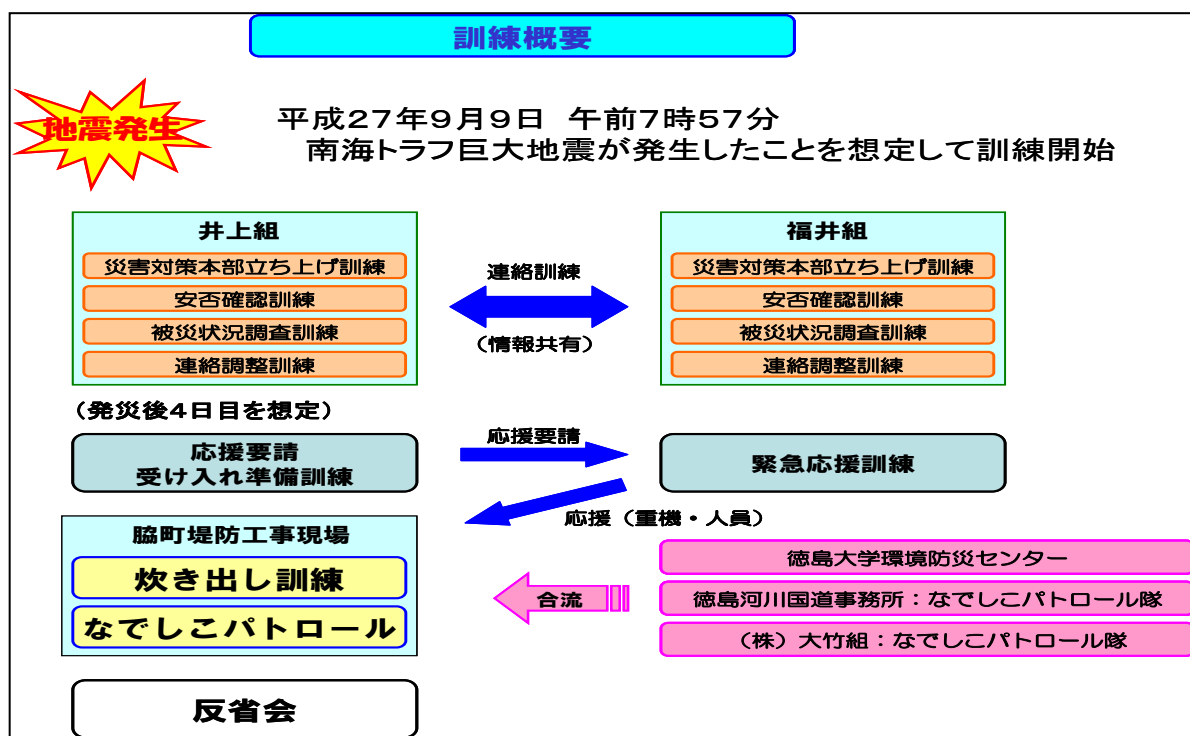 訓練概要
地震発生
平成27年9月9日 午前7時57分
南海トラフ巨大地震が発生したことを想定して訓練開始
井上組
災害対策本部立ち上げ訓練
安否確認訓練
被災状況調査訓練
連絡調整訓練
連絡訓練
（情報共有）
福井組
災害対策本部立ち上げ訓練
安否確認訓練
被災状況調査訓練
連絡調整訓練
（発災後4日目を想定）
応援要請
受け入れ準備訓練
応援要請
緊急応援訓練
応援（重機・人員）
脇町堤防工事現場
炊き出し訓練
なでしこパトロール
合流
徳島大学環境防災センター
徳島河川国道事務所：なでしこパトロール隊
（株）大竹組：なでしこパトロール隊
反省会